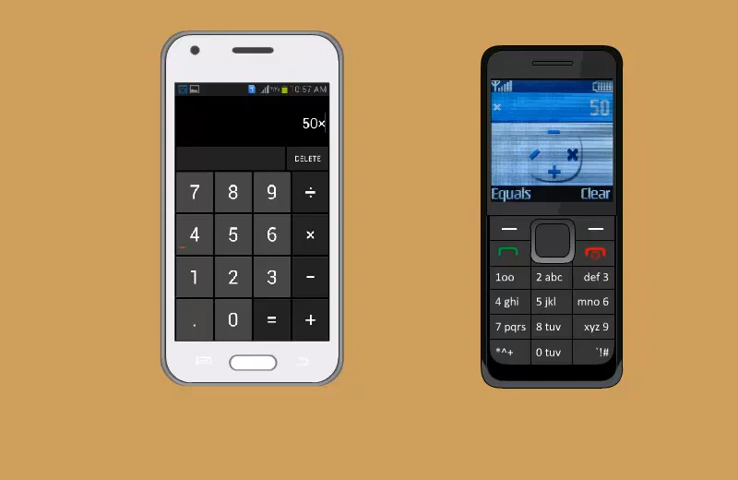 10:57 AM
50×
DELETE
7 8 9 ÷
4 5 6 ×
1 2 3 −
. 0 = +
× 50
Equals Clear
1oo 2 abc def 3
4 ghi 5 jkl mno 6
7 pqrs 8 tuv xyz 9
*^+ 0 tuv `!#